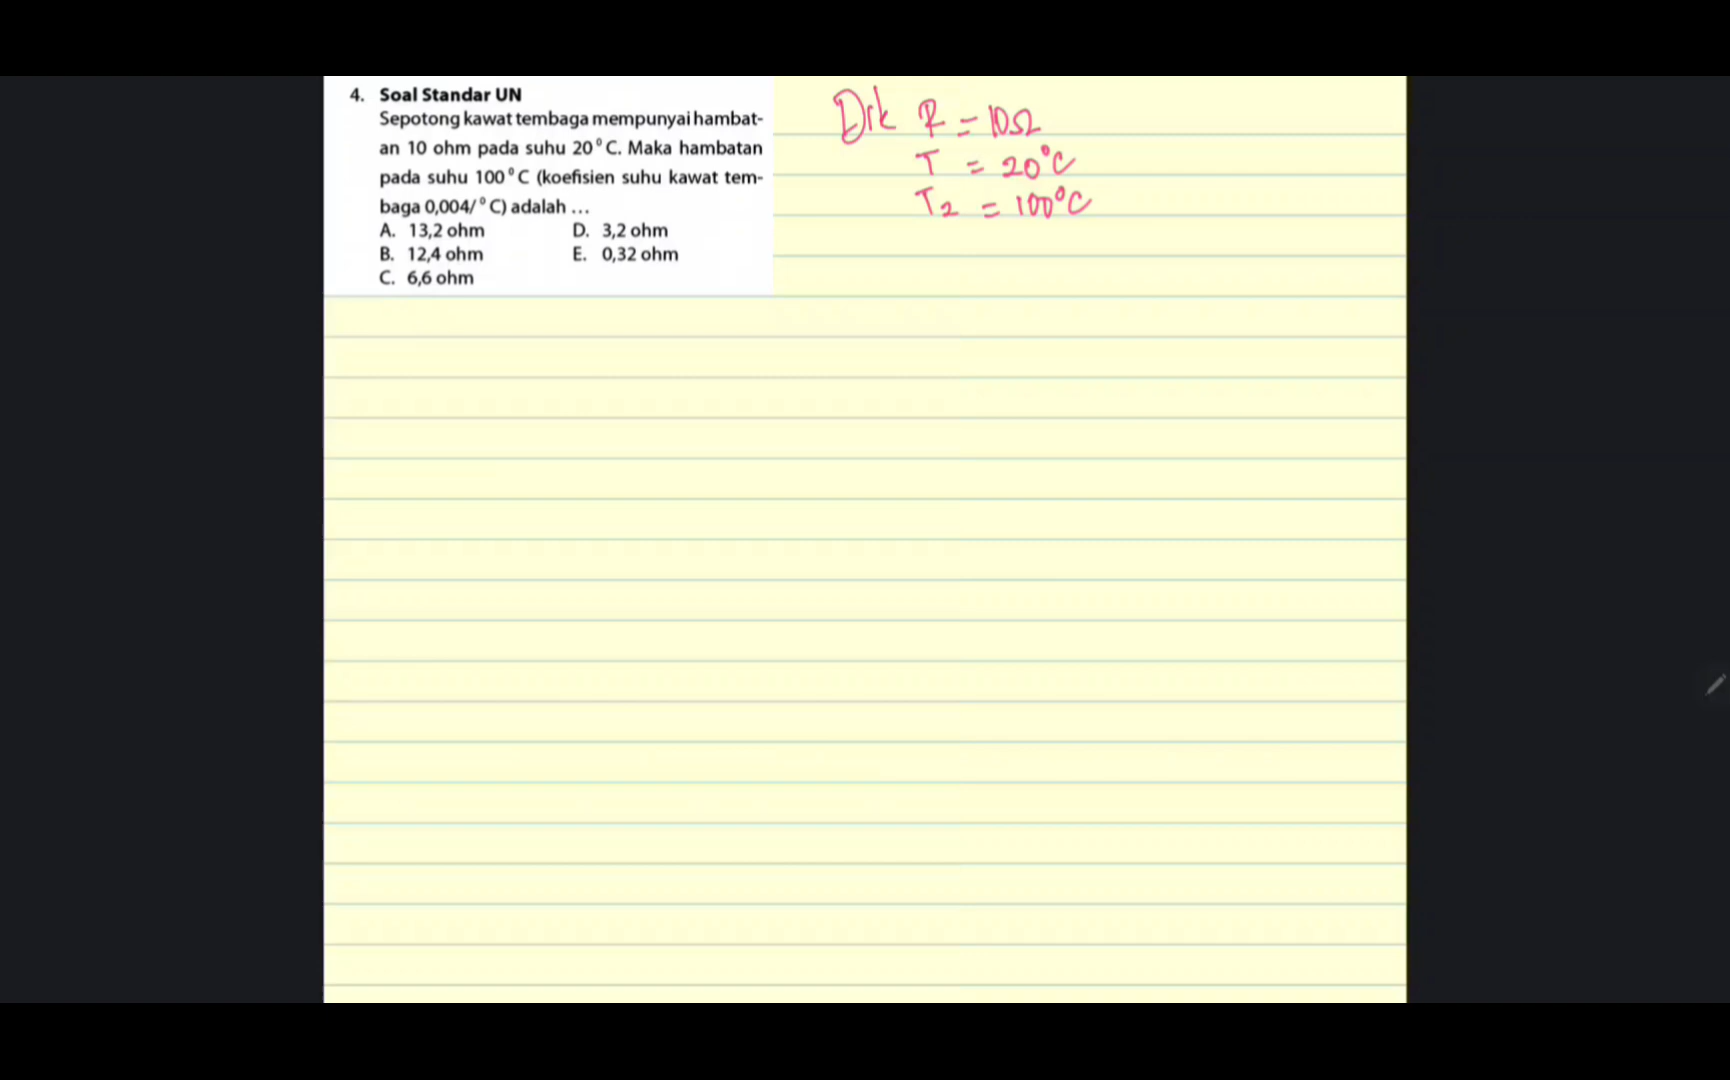 4. Soal Standar UN
Sepotong kawat tembaga mempunyai hambat-
an 10 ohm pada suhu 20°C. Maka hambatan
pada suhu 100°C (koefisien suhu kawat tem-
baga 0,004/°C) adalah ...
A. 13,2 ohm D. 3,2 ohm
B. 12,4 ohm E. 0,32 ohm
C. 6,6 ohm
Dik R = 10Ω
T = 20°C
T2 = 100°C